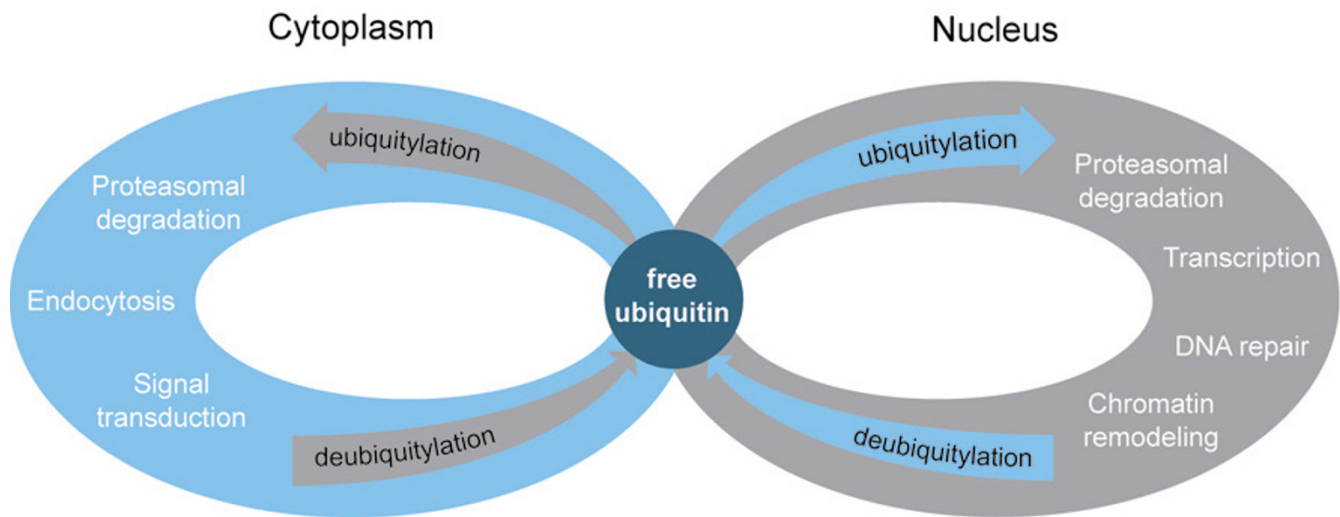 Cytoplasm
Nucleus
ubiquitylation
ubiquitylation
Proteasomal
degradation
Endocytosis
Signal
transduction
deubiquitylation
free
ubiquitin
Proteasomal
degradation
Transcription
DNA repair
Chromatin
remodeling
deubiquitylation